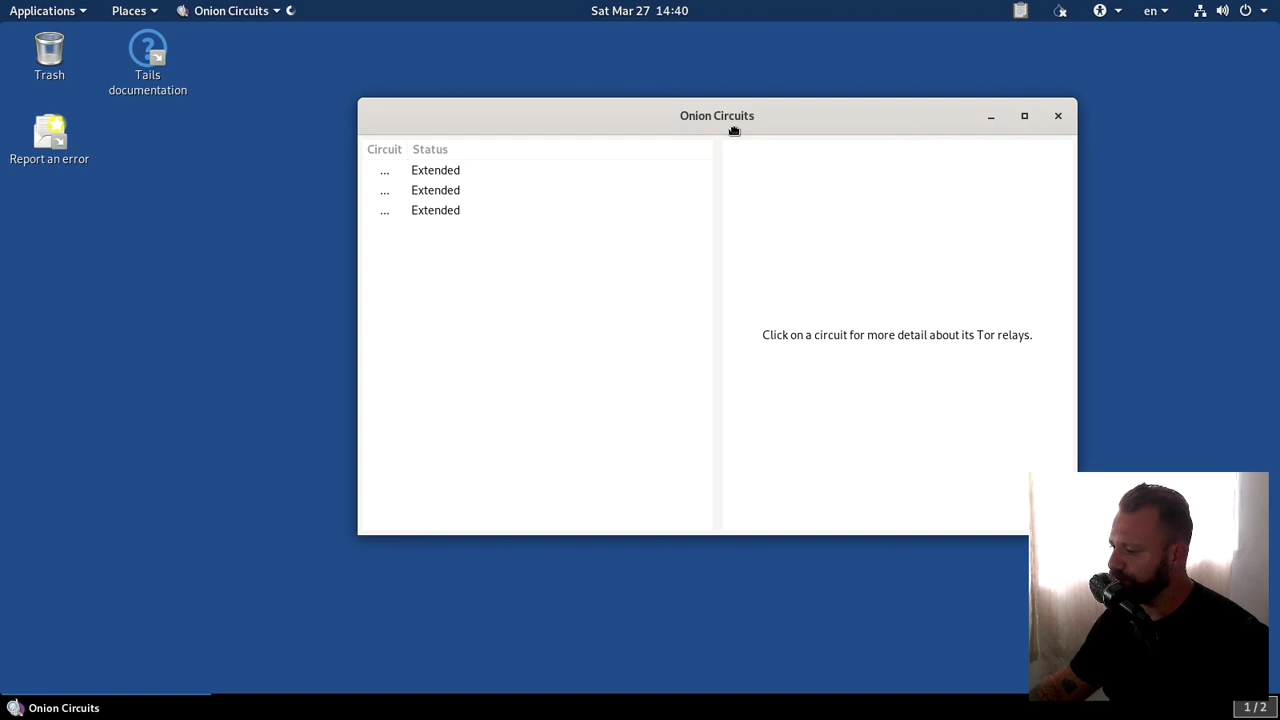 Applications Places Onion Circuits Sat Mar 27 14:40 en
Trash
Tails
documentation
Report an error
Onion Circuits
Circuit Status
... Extended
... Extended
... Extended
Click on a circuit for more detail about its Tor relays.
Onion Circuits 1 / 2